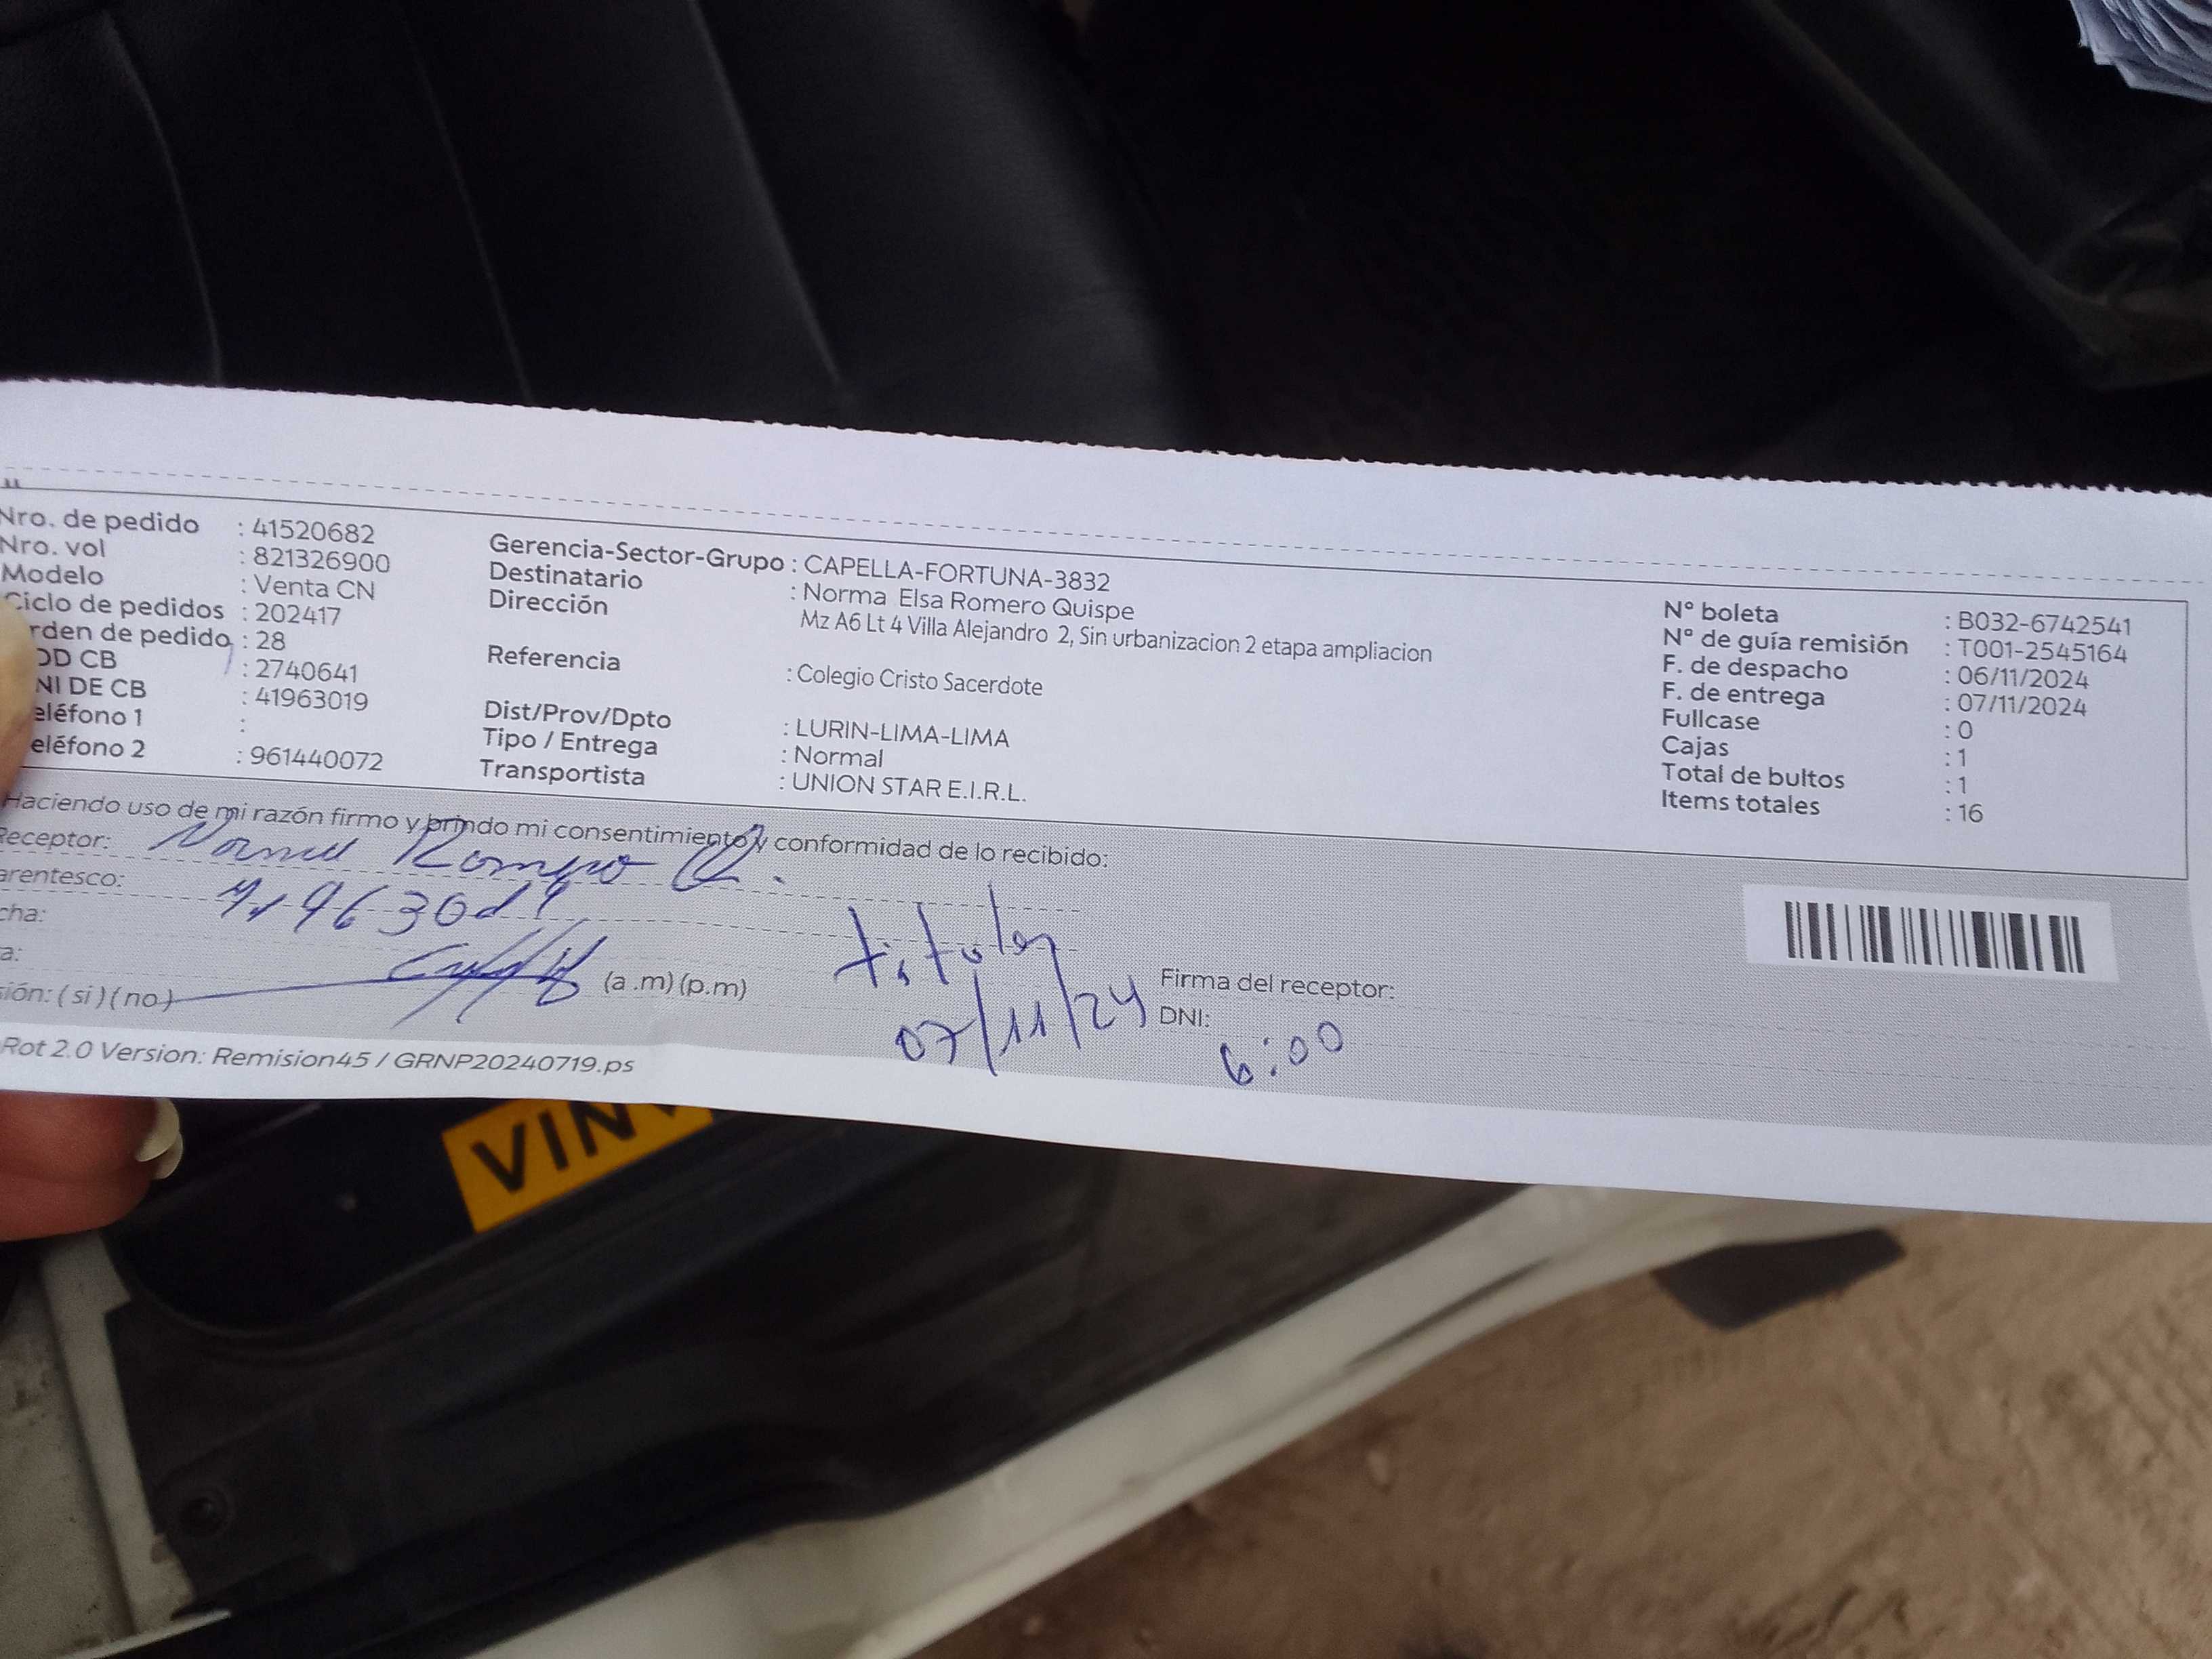 Nro. de pedido : 41520682
Nro. vol : 821326900
Modelo : Venta CN
Ciclo de pedidos : 202417
rden de pedido : 28
OD CB : 2740641
NI DE CB : 41963019
eléfono 1 :
eléfono 2 : 961440072
Gerencia-Sector-Grupo : CAPELLA-FORTUNA-3832
Destinatario : Norma Elsa Romero Quispe
Dirección Mz A6 Lt 4 Villa Alejandro 2, Sin urbanizacion 2 etapa ampliacion
Referencia : Colegio Cristo Sacerdote
Dist/Prov/Dpto : LURIN-LIMA-LIMA
Tipo / Entrega : Normal
Transportista : UNION STAR E.I.R.L.
N° boleta : B032-6742541
N° de guía remisión : T001-2545164
F. de despacho : 06/11/2024
F. de entrega : 07/11/2024
Fullcase : 0
Cajas : 1
Total de bultos : 1
Items totales : 16
Haciendo uso de mi razón firmo y brindo mi consentimiento y conformidad de lo recibido:
Receptor: Norma Romero Q.
arentesco: 41963019
cha: titular
a: (a .m) (p.m) 07/11/24
sión: ( si ) ( no )
Firma del receptor:
DNI:
6:00
Rot 2.0 Version: Remision45 / GRNP20240719.ps
VIN